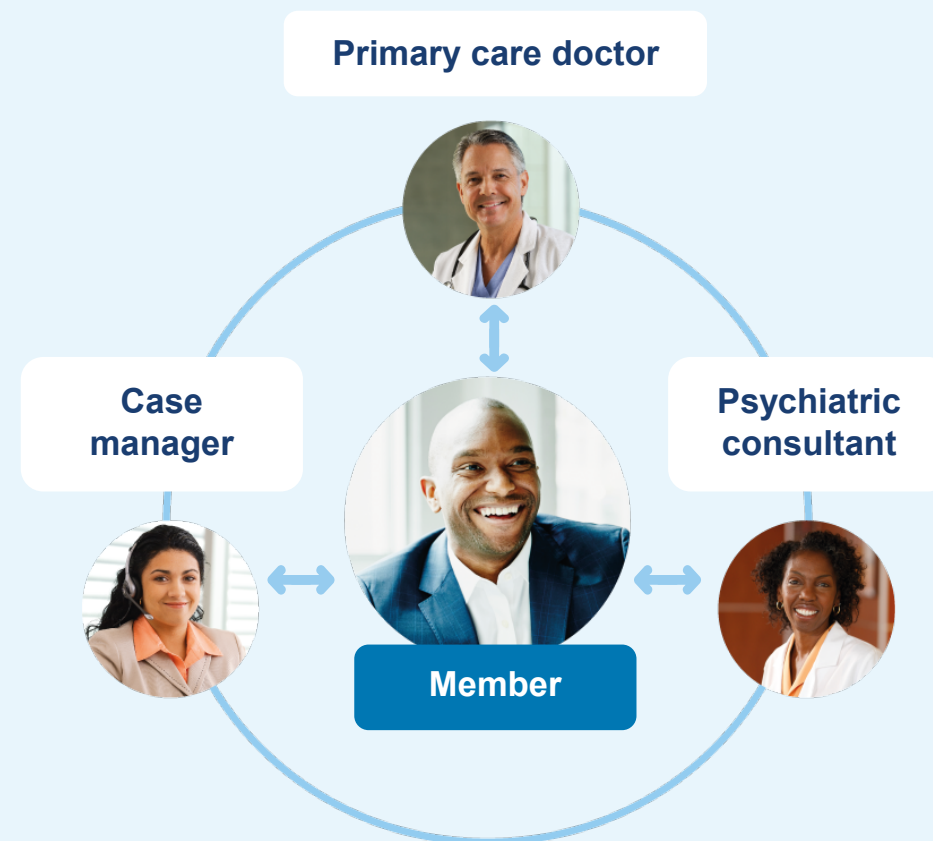 Primary care doctor
Case
manager
Psychiatric
consultant
Member